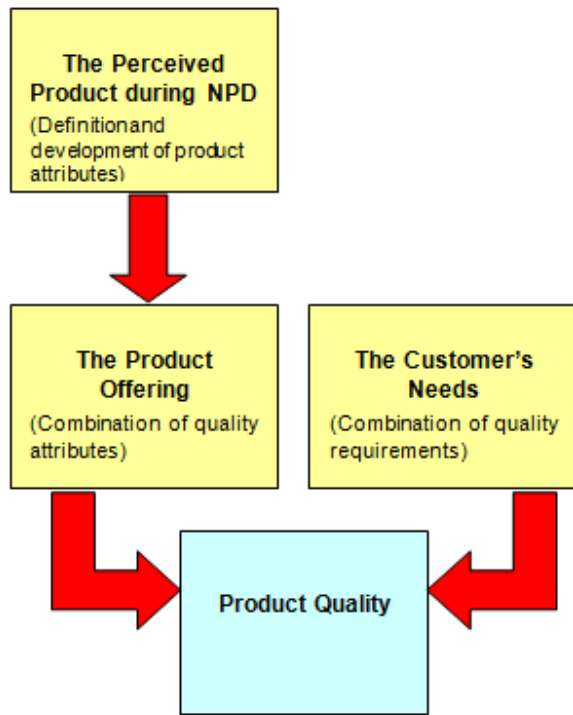 The Perceived
Product during NPD
(Definitionand
development of product
attributes)
The Product
Offering
(Combination of quality
attributes)
The Customer's
Needs
(Combination of quality
requirements)
Product Quality